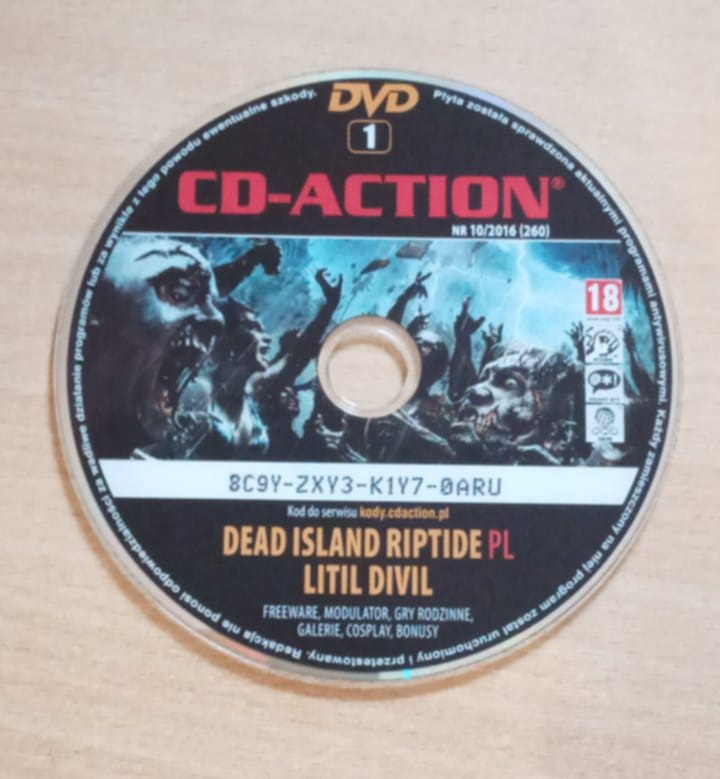 DVD
1
CD-ACTION®
NR 10/2016 (260)
18
8C9Y-ZXY3-K1Y7-0ARU
Kod do serwisu kody.cdaction.pl
DEAD ISLAND RIPTIDE PL
LITIL DIVIL
FREEWARE, MODULATOR, GRY RODZINNE,
GALERIE, COSPLAY, BONUSY
Płyta została sprawdzona aktualnymi programami antywirusowymi. Każdy zamieszczony na niej program został uruchomiony i przetestowany. Redakcja nie ponosi odpowiedzialności za wadliwe działanie programów lub za wynikłe z tego powodu ewentualne szkody.